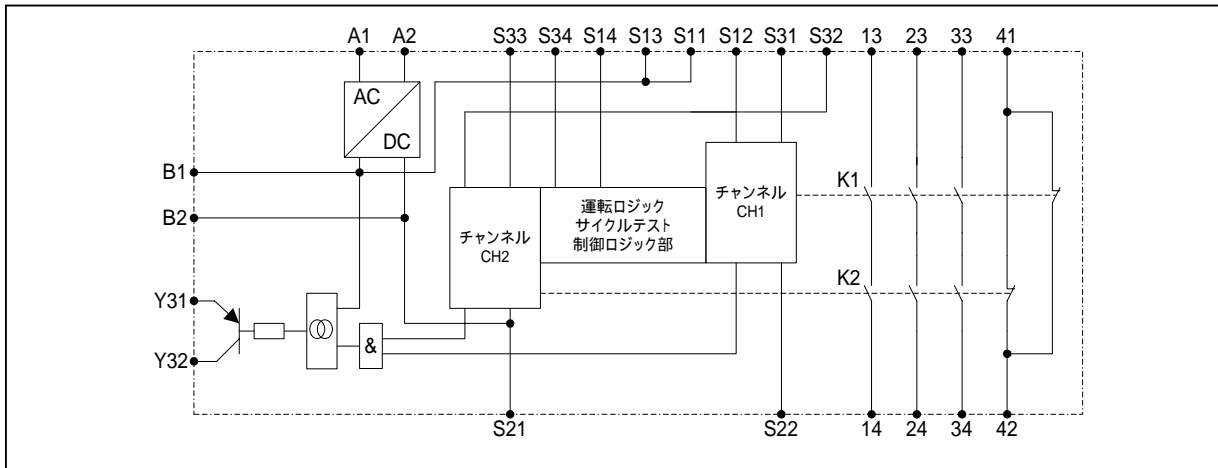 A1 A2 S33 S34 S14 S13 S11 S12 S31 S32 13 23 33 41
AC
DC
B1
B2
チャンネル
CH2
運転ロジック
サイクルテスト
制御ロジック部
チャンネル
CH1
K1
K2
Y31
Y32
&
S21 S22 14 24 34 42